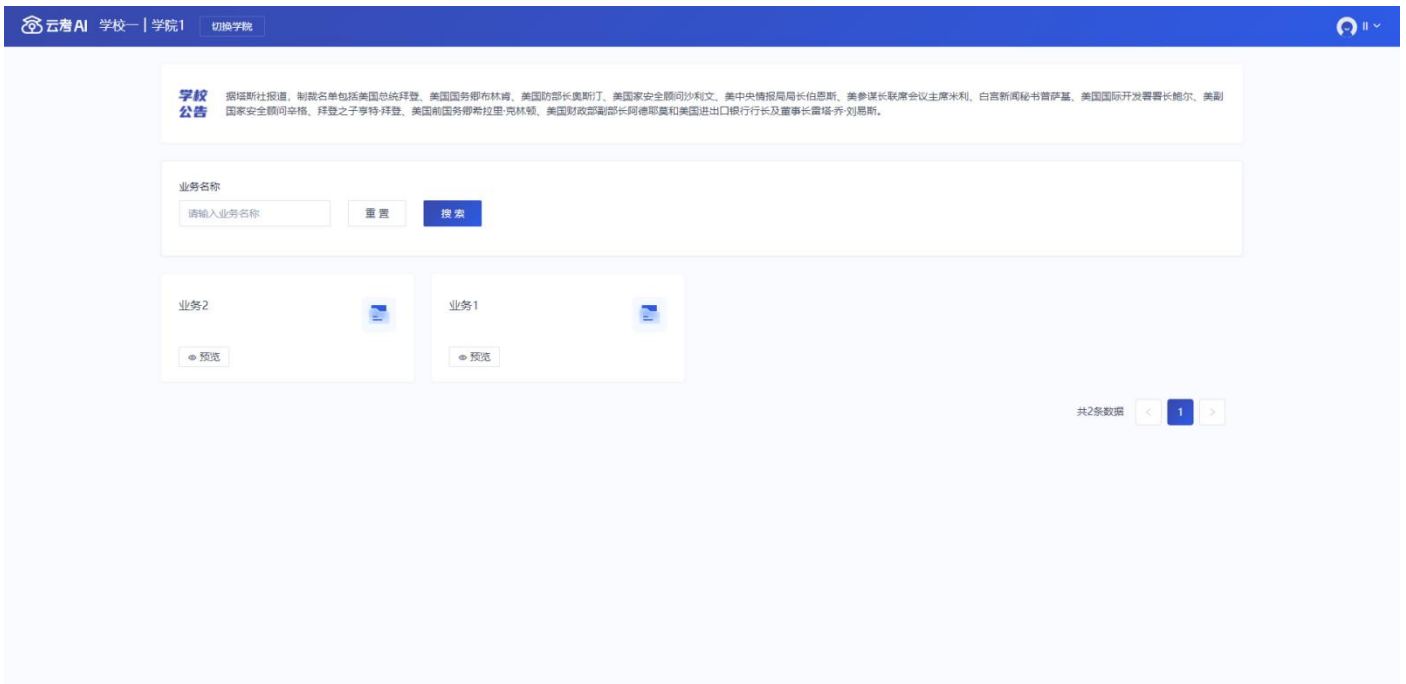 云考AI 学校一 | 学院1 切换学院 II
学校公告
据塔斯社报道,制裁名单包括美国总统拜登、美国国务卿布林肯、美国防部长奥斯汀、美国家安全顾问沙利文、美中央情报局局长伯恩斯、美参谋长联席会议主席米利、白宫新闻秘书普萨基、美国国际开发署署长鲍尔、美副
国家安全顾问辛格、拜登之子亨特·拜登、美国前国务卿希拉里·克林顿、美国财政部副部长阿德耶莫和美国进出口银行行长及董事长雷塔·乔·刘易斯。
业务名称
请输入业务名称 重置 搜索
业务2 业务1
预览 预览
共2条数据 < 1 >